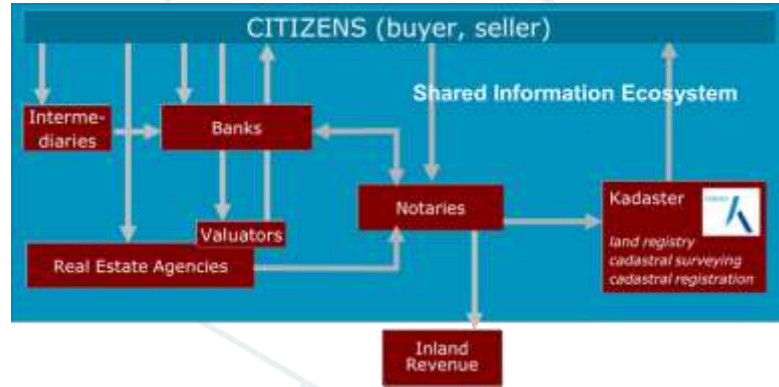 CITIZENS (buyer, seller)
Shared Information Ecosystem
Interme-
diaries
Banks
Notaries
Kadaster
land registry
cadastral surveying
cadastral registration
Valuators
Real Estate Agencies
Inland
Revenue